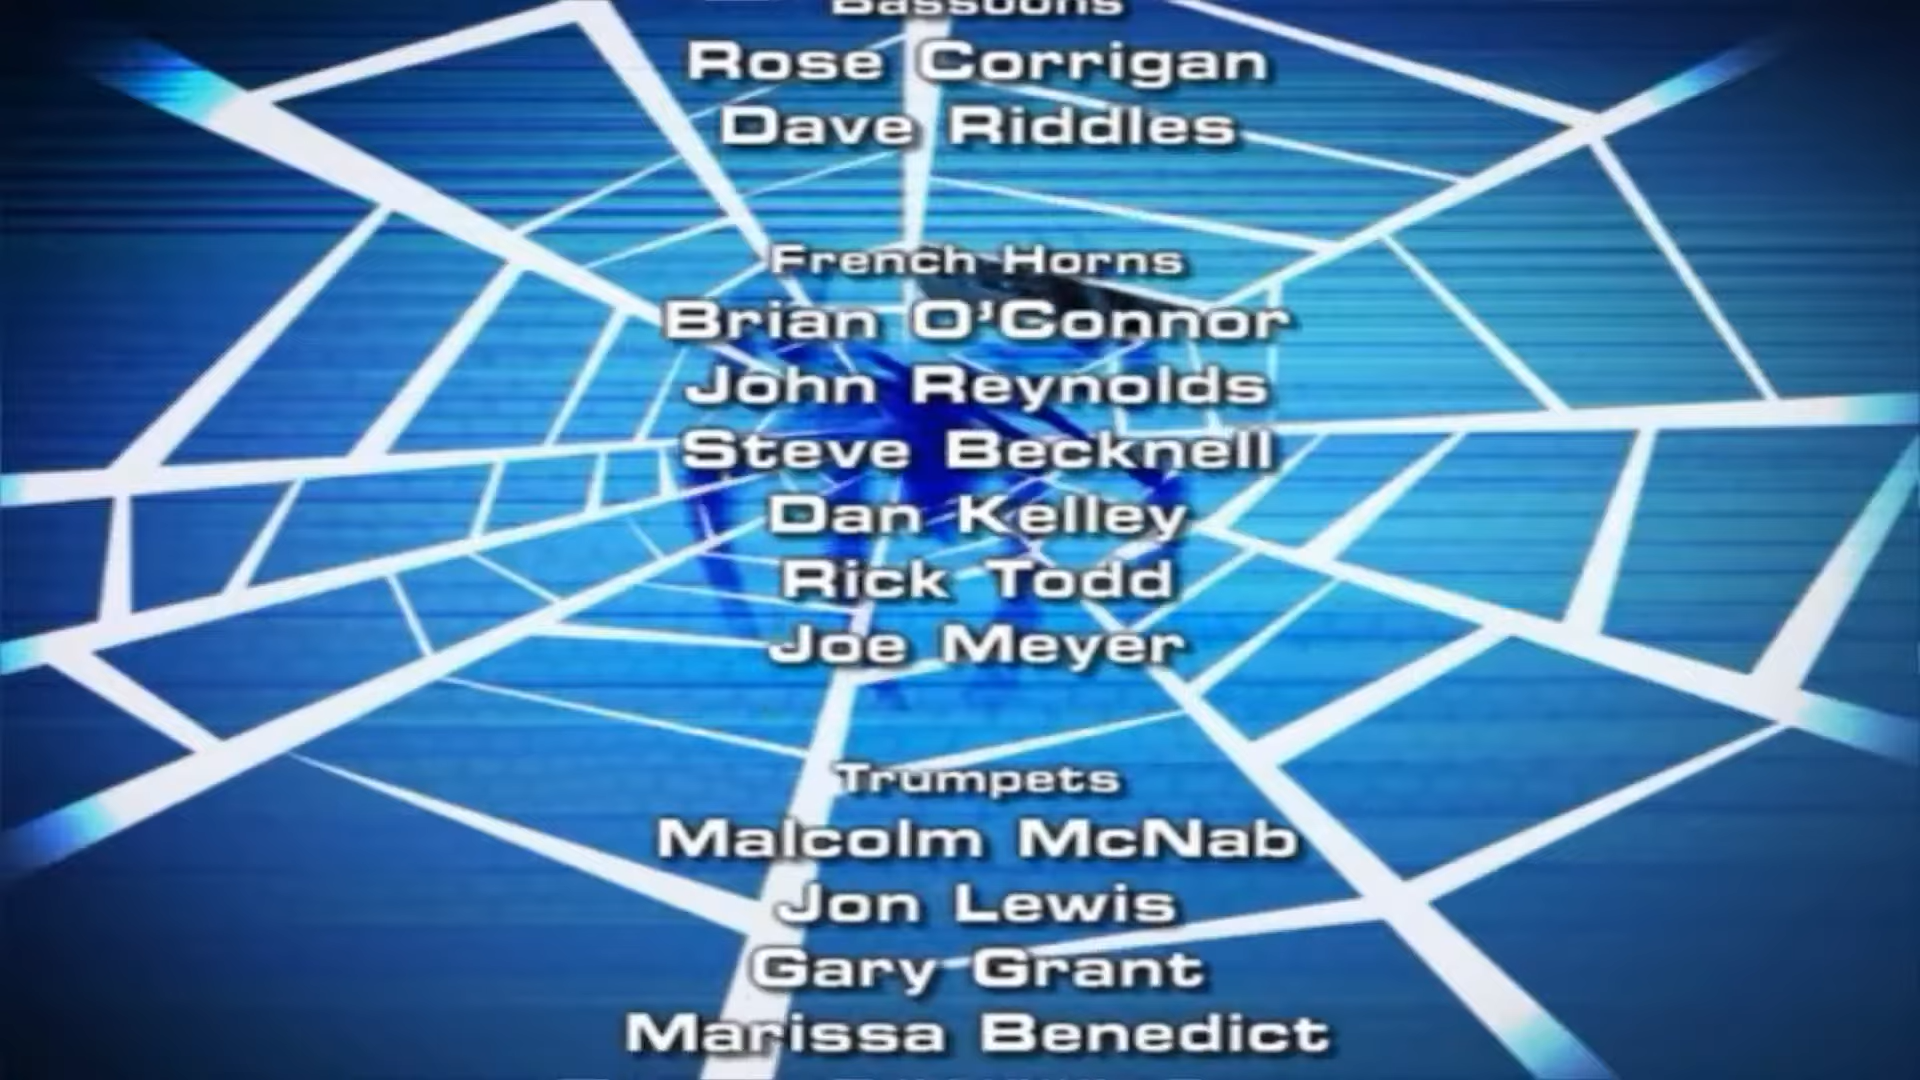 Bassoons
Rose Corrigan
Dave Riddles
French Horns
Brian O'Connor
John Reynolds
Steve Becknell
Dan Kelley
Rick Todd
Joe Meyer
Trumpets
Malcolm McNab
Jon Lewis
Gary Grant
Marissa Benedict